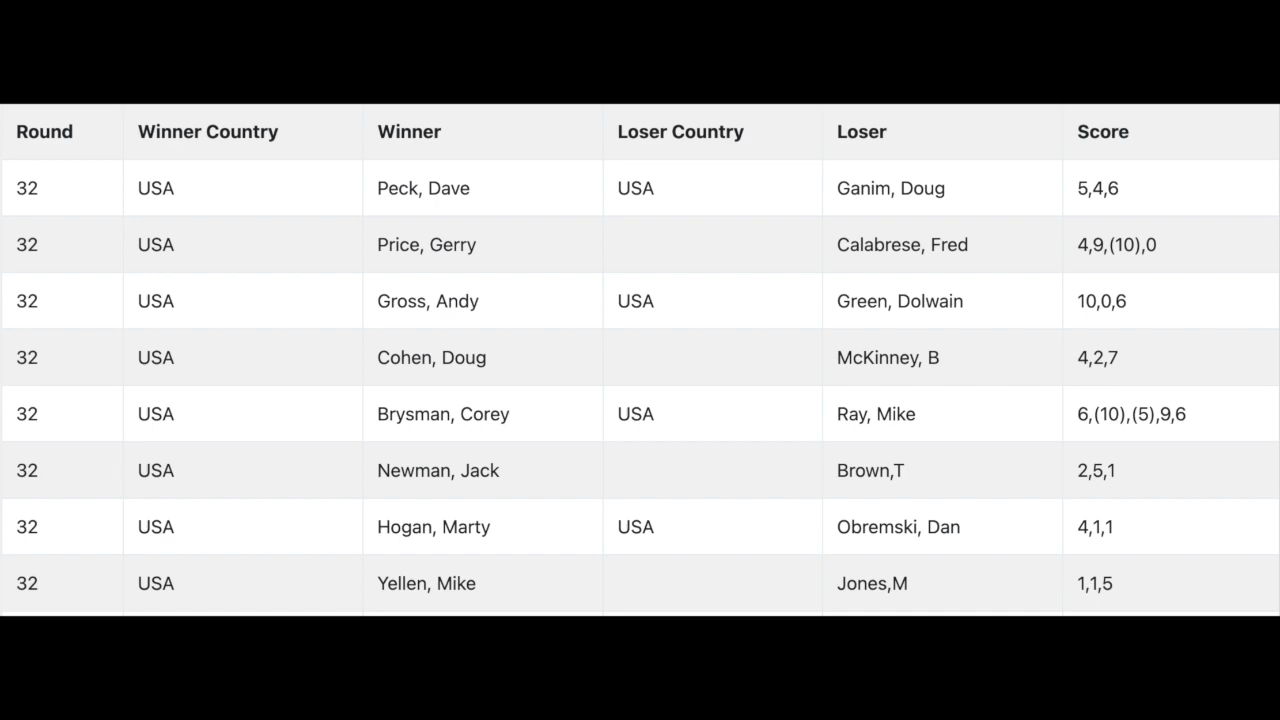 Round Winner Country Winner Loser Country Loser Score
32 USA Peck, Dave USA Ganim, Doug 5,4,6
32 USA Price, Gerry Calabrese, Fred 4,9,(10),0
32 USA Gross, Andy USA Green, Dolwain 10,0,6
32 USA Cohen, Doug McKinney, B 4,2,7
32 USA Brysman, Corey USA Ray, Mike 6,(10),(5),9,6
32 USA Newman, Jack Brown,T 2,5,1
32 USA Hogan, Marty USA Obremski, Dan 4,1,1
32 USA Yellen, Mike Jones,M 1,1,5